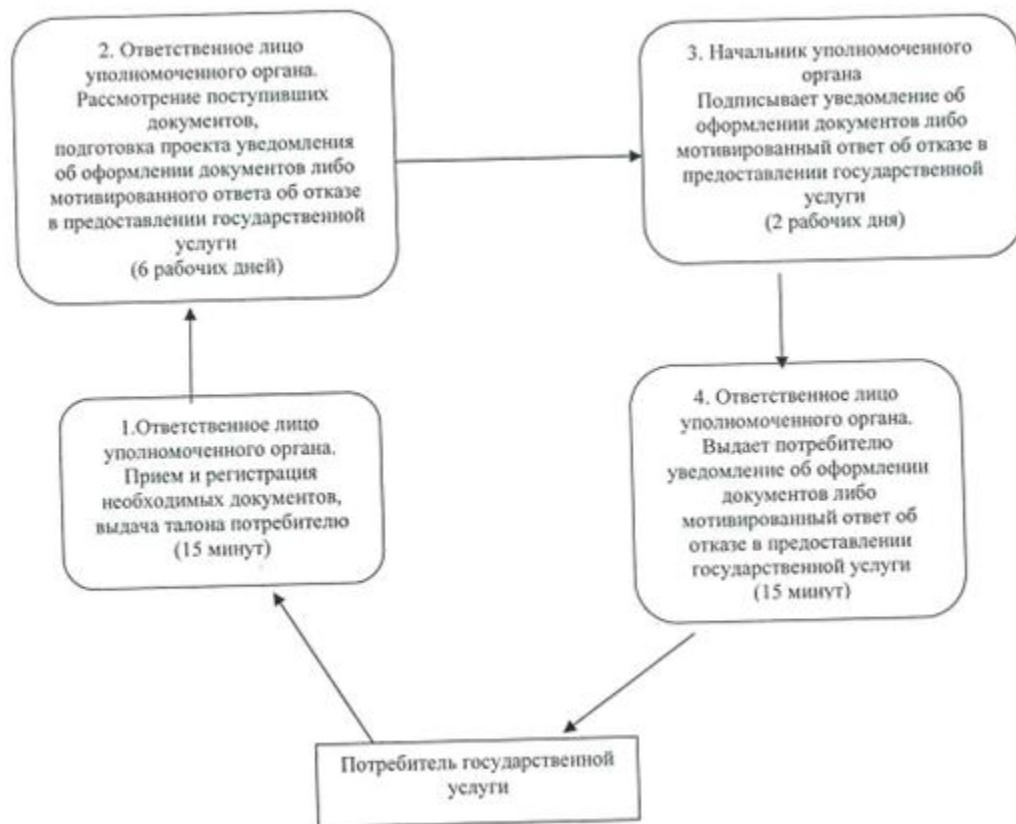 2. Ответственное лицо
уполномоченного органа.
Рассмотрение поступивших
документов,
подготовка проекта уведомления
об оформлении документов либо
мотивированного ответа об отказе
в предоставлении государственной
услуги
(6 рабочих дней)
3. Начальник уполномоченного
органа
Подписывает уведомление об
оформлении документов либо
мотивированный ответ об отказе в
предоставлении государственной
услуги
(2 рабочих дня)
1.Ответственное лицо
уполномоченного органа.
Прием и регистрация
необходимых документов,
выдача талона потребителю
(15 минут)
4. Ответственное лицо
уполномоченного органа.
Выдает потребителю
уведомление об оформлении
документов либо
мотивированный ответ об
отказе в предоставлении
государственной услуги
(15 минут)
Потребитель государственной
услуги